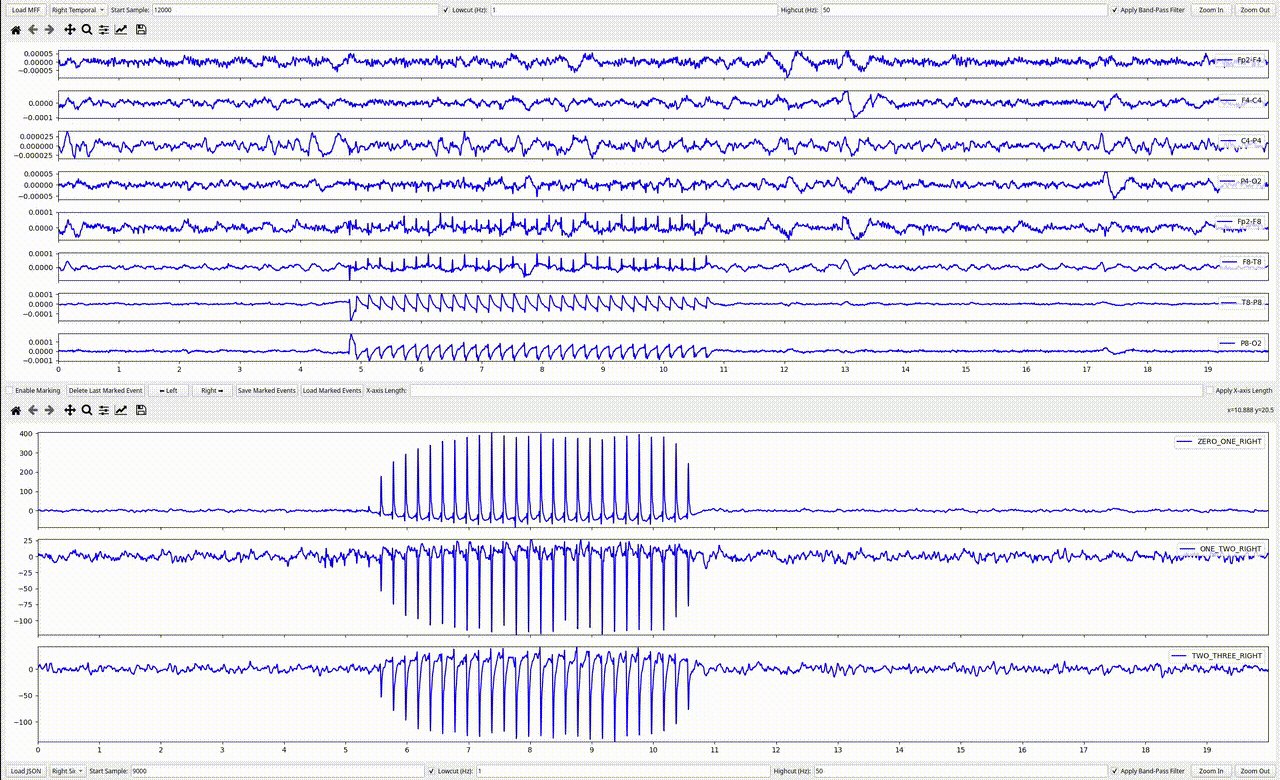 Load MFF Right Temporal Start Sample: 12000 Lowcut (Hz): 1 Highcut (Hz): 50 Apply Band-Pass Filter Zoom In Zoom Out
0.00005
0.00000
−0.00005
Fp2-F4
0.0000
−0.0001
F4-C4
0.000025
0.000000
−0.000025
C4-P4
0.00005
0.00000
−0.00005
P4-O2
0.0001
0.0000
Fp2-F8
0.0001
0.0000
F8-T8
0.0001
0.0000
−0.0001
T8-P8
0.0001
0.0000
−0.0001
P8-O2
0 1 2 3 4 5 6 7 8 9 10 11 12 13 14 15 16 17 18 19
Enable Marking Delete Last Marked Event Left Right Save Marked Events Load Marked Events X-axis Length: Apply X-axis Length
x=10.888 y=20.5
400
300
200
100
0
ZERO_ONE_RIGHT
25
0
−25
−50
−75
−100
ONE_TWO_RIGHT
0
−50
−100
TWO_THREE_RIGHT
0 1 2 3 4 5 6 7 8 9 10 11 12 13 14 15 16 17 18 19
Load JSON Right Si Start Sample: 9000 Lowcut (Hz): 1 Highcut (Hz): 50 Apply Band-Pass Filter Zoom In Zoom Out